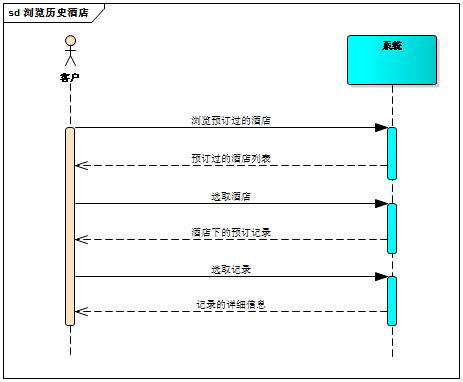 sd 浏览历史酒店
客户
系统
浏览预订过的酒店
预订过的酒店列表
选取酒店
酒店下的预订记录
选取记录
记录的详细信息